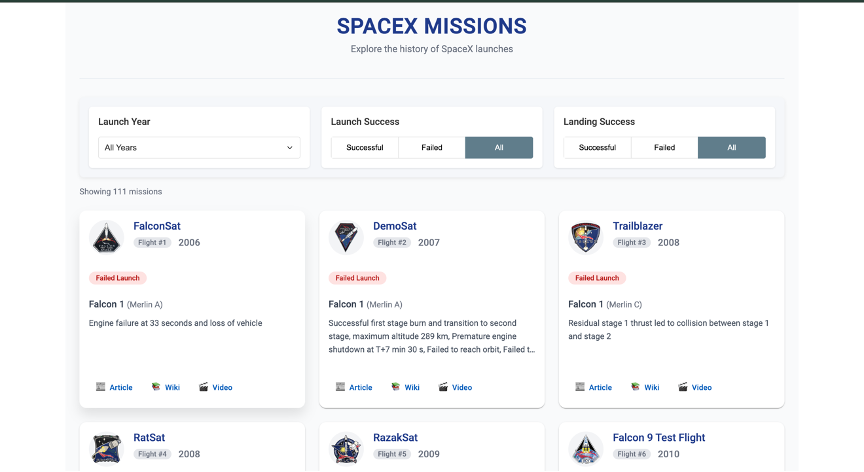 SPACEX MISSIONS
Explore the history of SpaceX launches
Launch Year
All Years
Launch Success
Successful
Failed
All
Landing Success
Successful
Failed
All
Showing 111 missions
FalconSat
Flight #1 2006
Failed Launch
Falcon 1 (Merlin A)
Engine failure at 33 seconds and loss of vehicle
Article Wiki Video
DemoSat
Flight #2 2007
Failed Launch
Falcon 1 (Merlin A)
Successful first stage burn and transition to second
stage, maximum altitude 289 km, Premature engine
shutdown at T+7 min 30 s, Failed to reach orbit, Failed t...
Article Wiki Video
Trailblazer
Flight #3 2008
Failed Launch
Falcon 1 (Merlin C)
Residual stage 1 thrust led to collision between stage 1
and stage 2
Article Wiki Video
RatSat
Flight #4 2008
RazakSat
Flight #5 2009
Falcon 9 Test Flight
Flight #6 2010